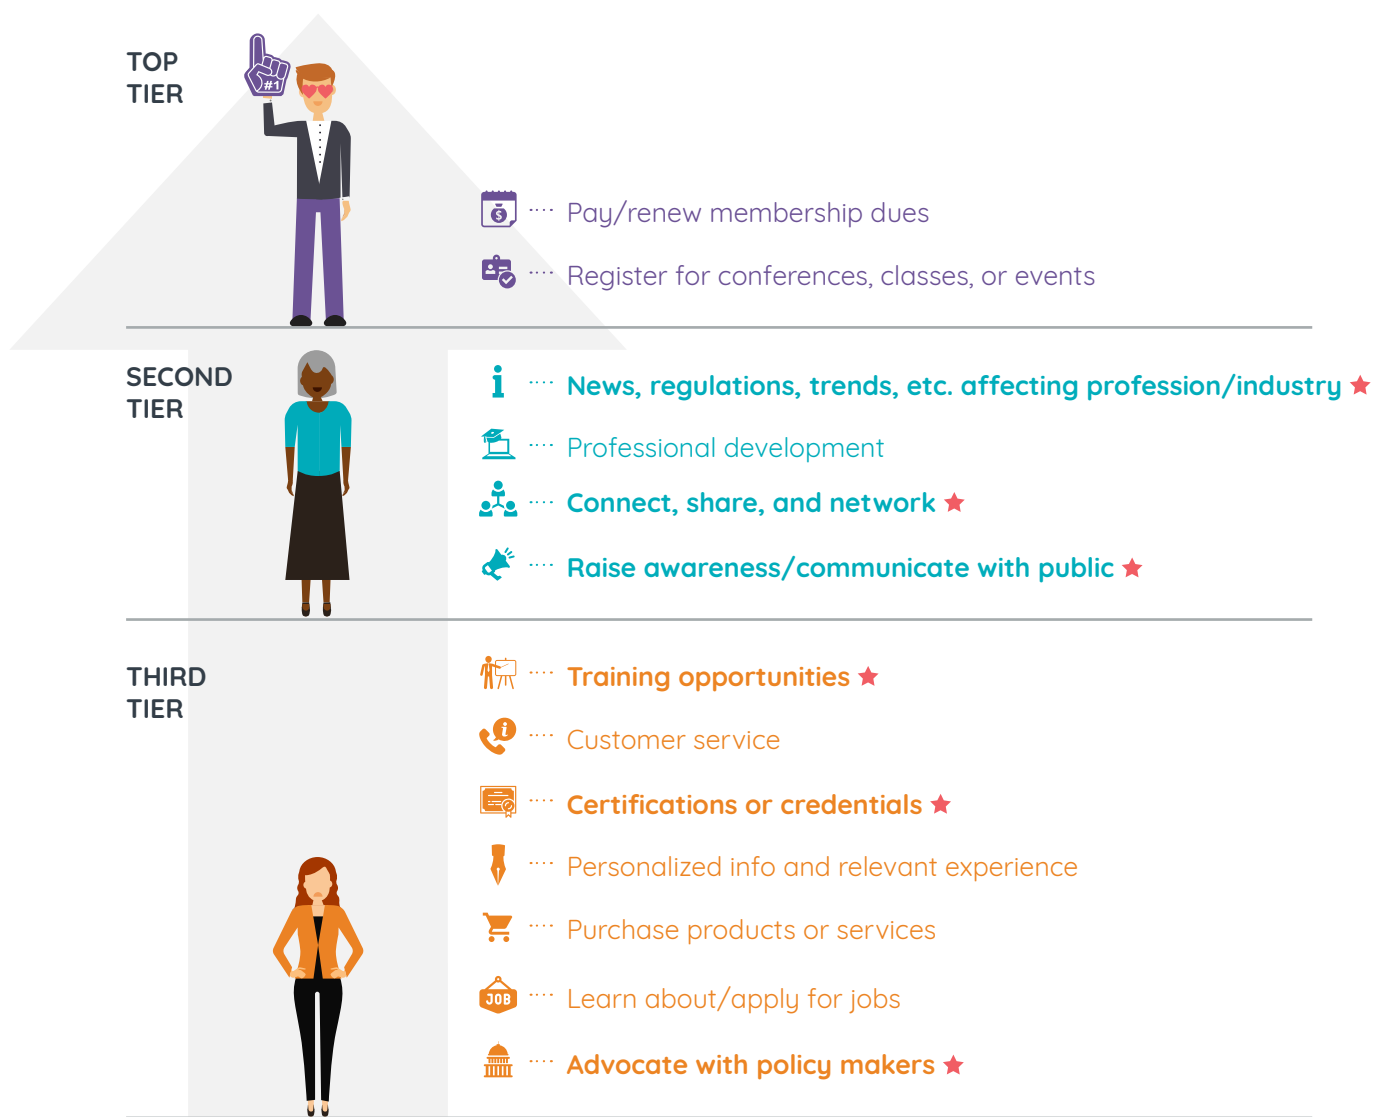 TOP
TIER
#1
Pay/renew membership dues
Register for conferences, classes, or events
SECOND
TIER
News, regulations, trends, etc. affecting profession/industry
Professional development
Connect, share, and network
Raise awareness/communicate with public
THIRD
TIER
Training opportunities
Customer service
Certifications or credentials
Personalized info and relevant experience
Purchase products or services
JOB
Learn about/apply for jobs
Advocate with policy makers